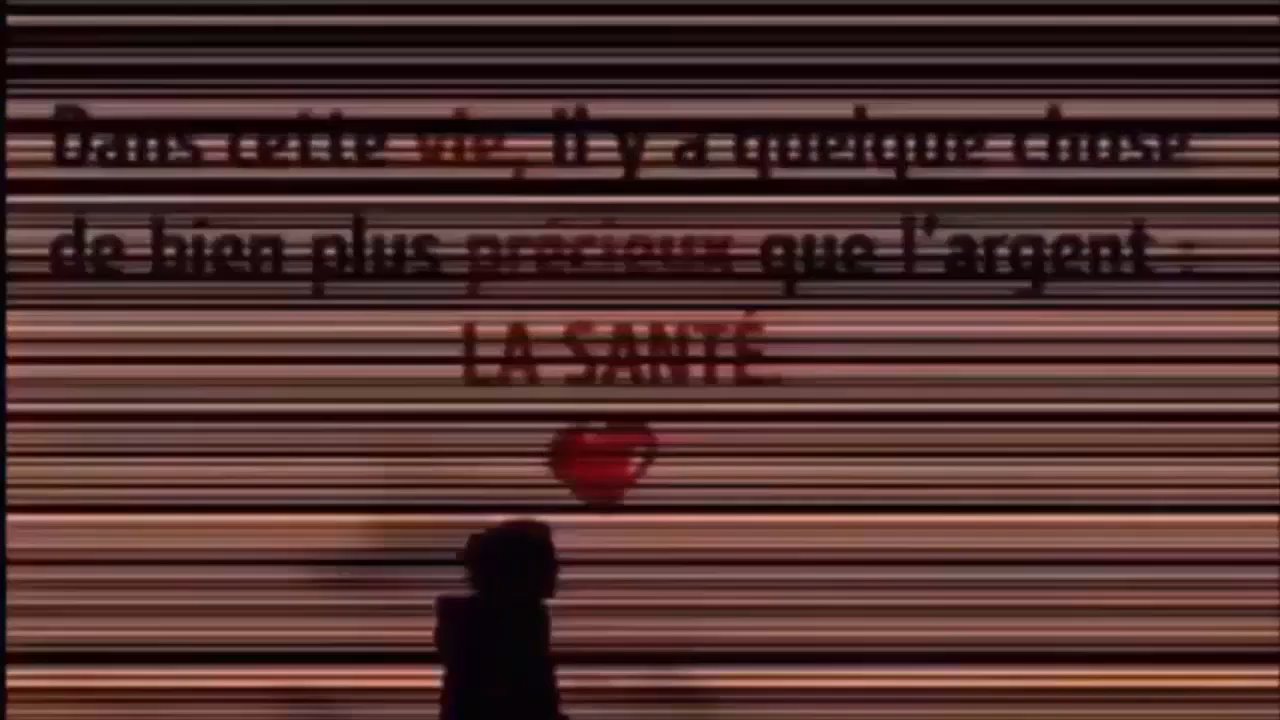 Dans cette vie, il y a quelque chose
de bien plus précieux que l'argent :
LA SANTÉ.